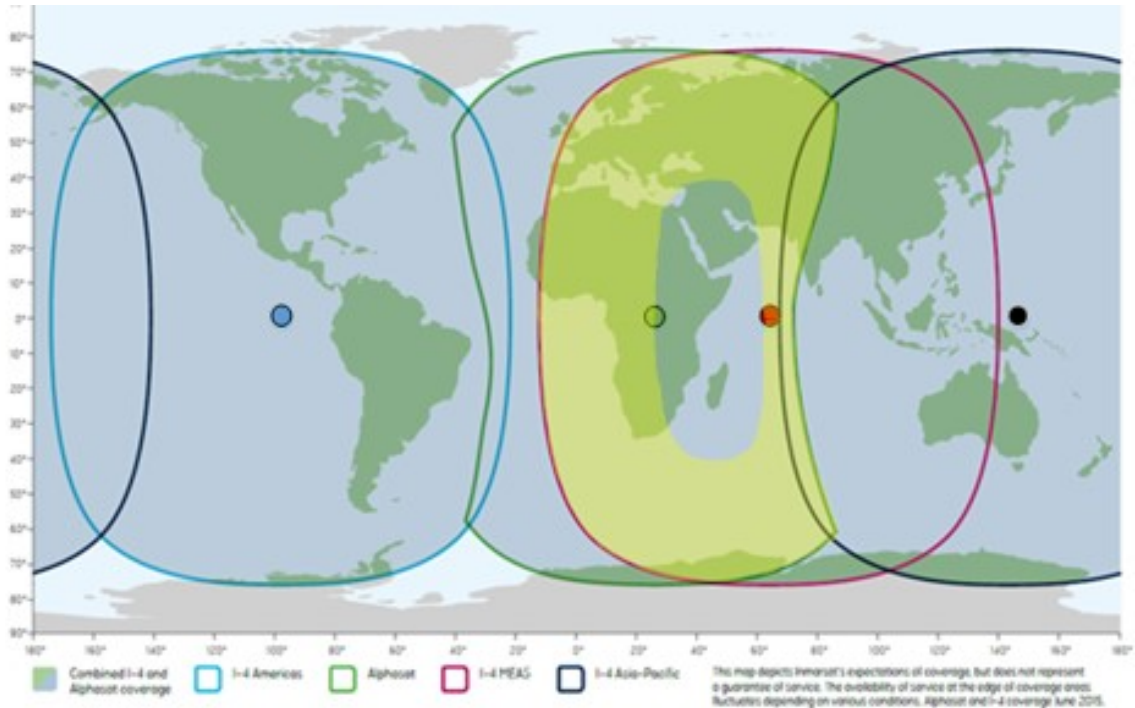 80°
70°
60°
50°
40°
30°
20°
10°
0°
10°
20°
30°
40°
50°
60°
70°
80°
90°
180° 160° 140° 120° 100° 80° 60° 40° 20° 0° 20° 40° 60° 80° 100° 120° 140° 160° 180°
Combined I-4 and
Alphasat coverage
I-4 Americas
Alphasat
I-4 MEAS
I-4 Asia-Pacific
This map depicts Inmarsat's expectations of coverage, but does not represent
a guarantee of service. The availability of service at the edge of coverage areas
fluctuates depending on various conditions. Alphasat and I-4 coverage June 2015.